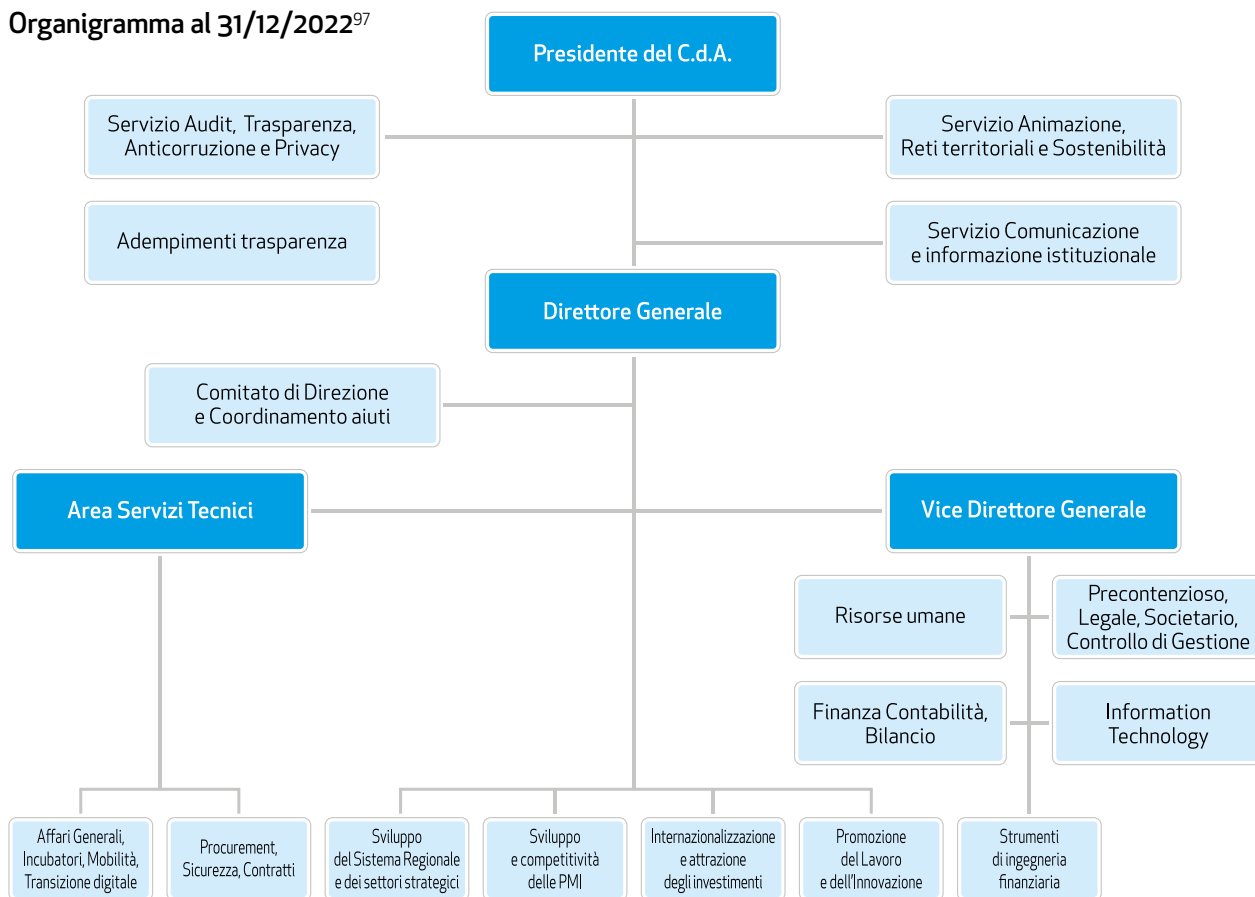 Organigramma al 31/12/2022⁹⁷
Presidente del C.d.A.
Servizio Audit, Trasparenza,
Anticorruzione e Privacy
Servizio Animazione,
Reti territoriali e Sostenibilità
Adempimenti trasparenza
Servizio Comunicazione
e informazione istituzionale
Direttore Generale
Comitato di Direzione
e Coordinamento aiuti
Area Servizi Tecnici
Vice Direttore Generale
Risorse umane
Precontenzioso,
Legale, Societario,
Controllo di Gestione
Finanza Contabilità,
Bilancio
Information
Technology
Affari Generali,
Incubatori, Mobilità,
Transizione digitale
Procurement,
Sicurezza, Contratti
Sviluppo
del Sistema Regionale
e dei settori strategici
Sviluppo
e competitività
delle PMI
Internazionalizzazione
e attrazione
degli investimenti
Promozione
del Lavoro
e dell'Innovazione
Strumenti
di ingegneria
finanziaria